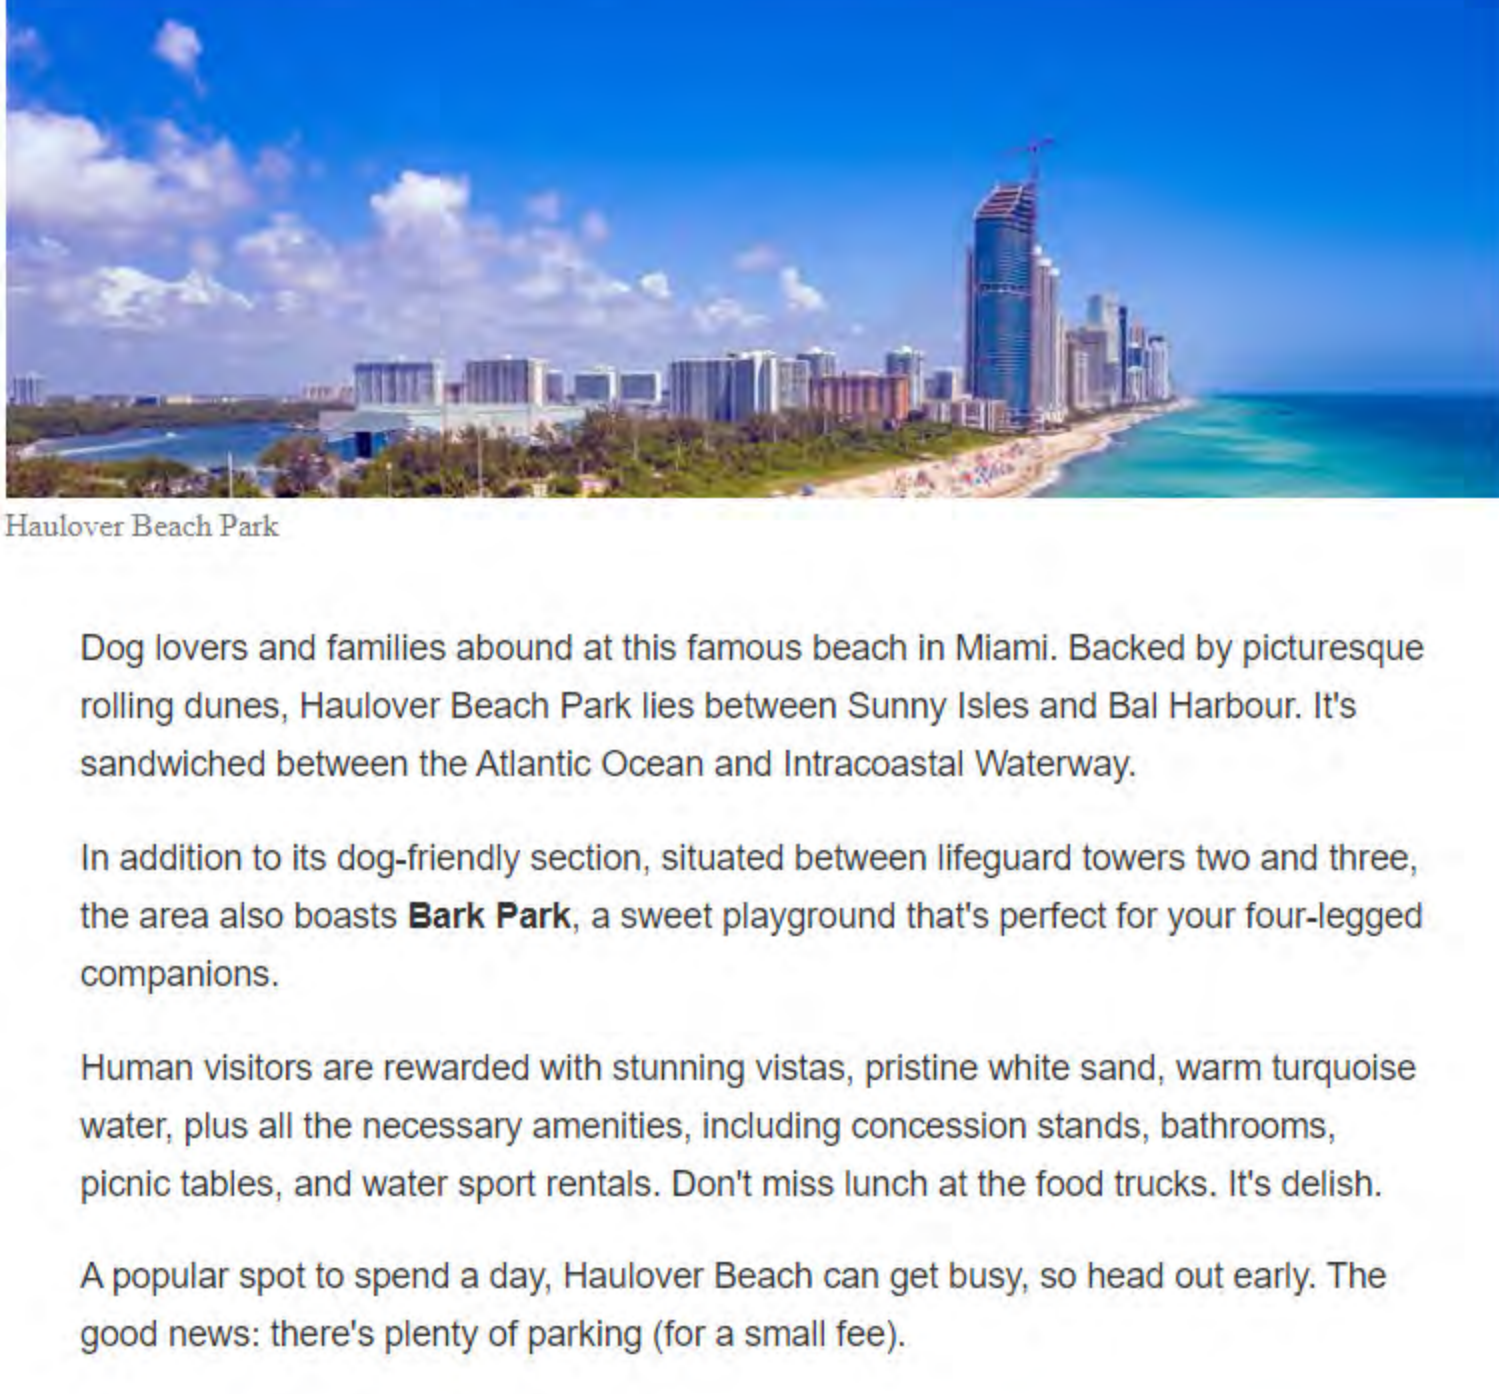 Haulover Beach Park
Dog lovers and families abound at this famous beach in Miami. Backed by picturesque
rolling dunes, Haulover Beach Park lies between Sunny Isles and Bal Harbour. It's
sandwiched between the Atlantic Ocean and Intracoastal Waterway.
In addition to its dog-friendly section, situated between lifeguard towers two and three,
the area also boasts Bark Park, a sweet playground that's perfect for your four-legged
companions.
Human visitors are rewarded with stunning vistas, pristine white sand, warm turquoise
water, plus all the necessary amenities, including concession stands, bathrooms,
picnic tables, and water sport rentals. Don't miss lunch at the food trucks. It's delish.
A popular spot to spend a day, Haulover Beach can get busy, so head out early. The
good news: there's plenty of parking (for a small fee).